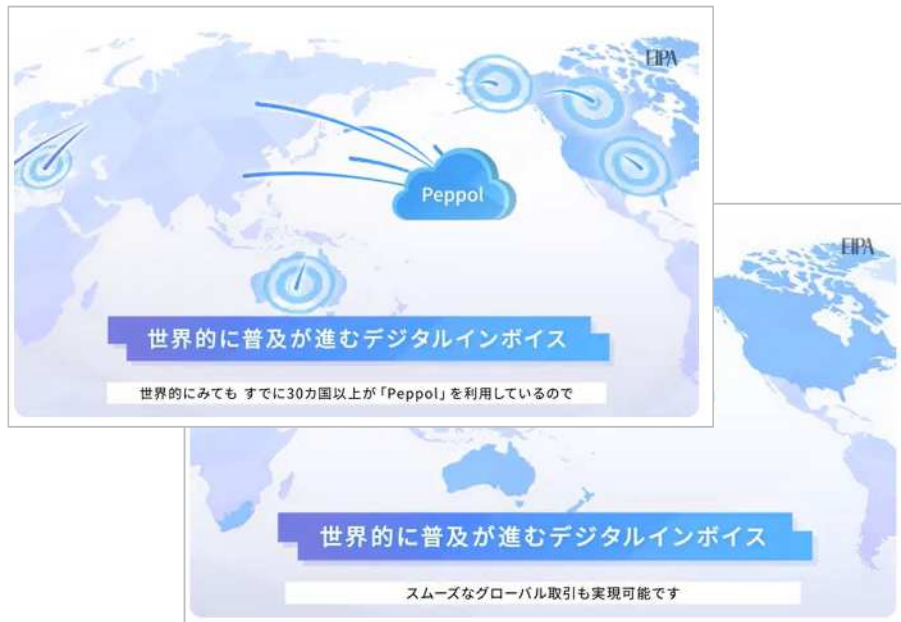 EIPA
Peppol
世界的に普及が進むデジタルインボイス
世界的にみても すでに30カ国以上が「Peppol」を利用しているので
EIPA
世界的に普及が進むデジタルインボイス
スムーズなグローバル取引も実現可能です